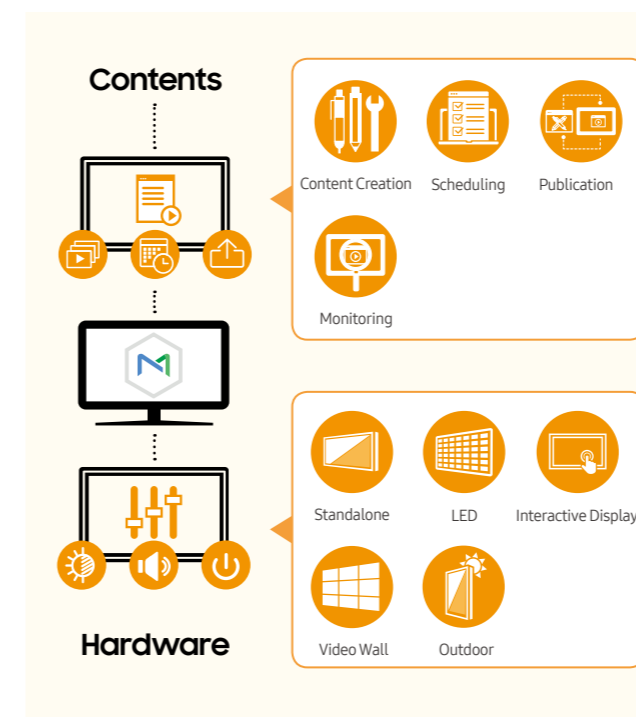 Contents
Content Creation
Scheduling
Publication
Monitoring
Standalone
LED
Interactive Display
Video Wall
Outdoor
Hardware